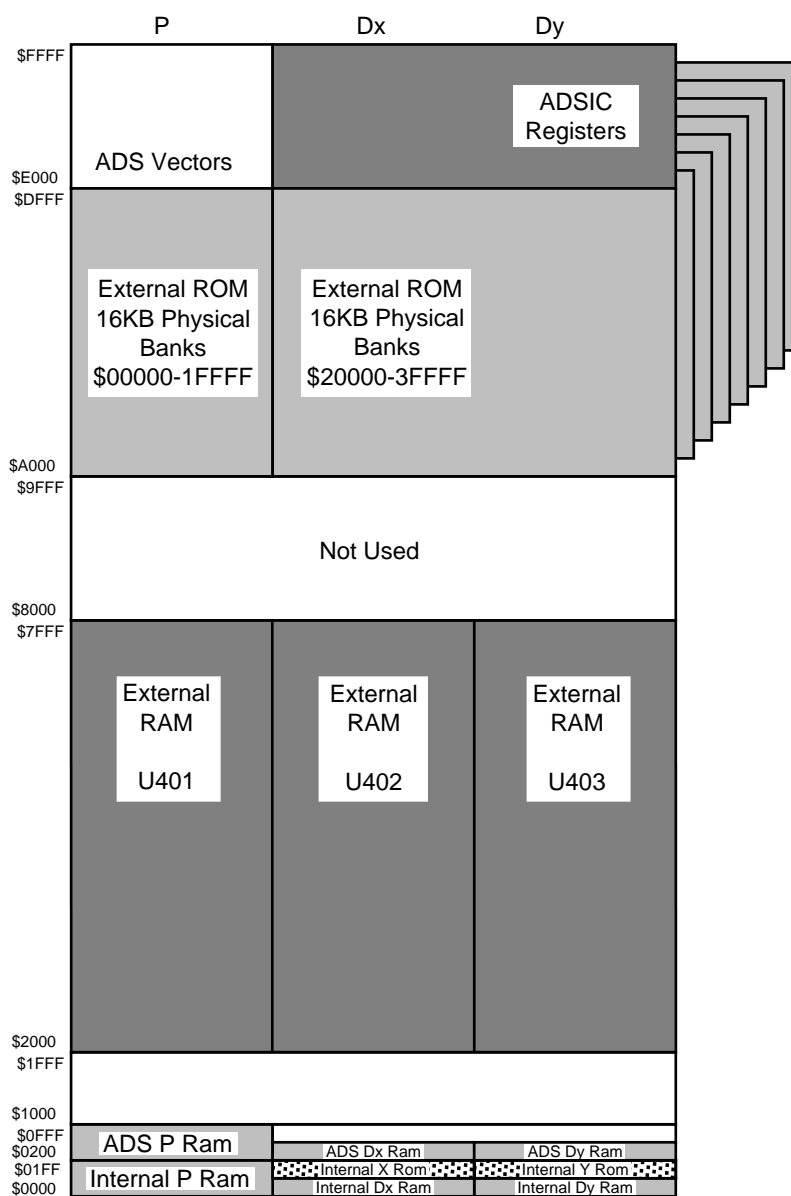 P Dx Dy
$FFFF
ADSIC
Registers
ADS Vectors
$E000
$DFFF
External ROM
16KB Physical
Banks
$00000-1FFFF
External ROM
16KB Physical
Banks
$20000-3FFFF
$A000
$9FFF
Not Used
$8000
$7FFF
External
RAM
U401
External
RAM
U402
External
RAM
U403
$2000
$1FFF
$1000
$0FFF
ADS P Ram
$0200
ADS Dx Ram ADS Dy Ram
$01FF
Internal X Rom Internal Y Rom
Internal P Ram
$0000
Internal Dx Ram Internal Dy Ram